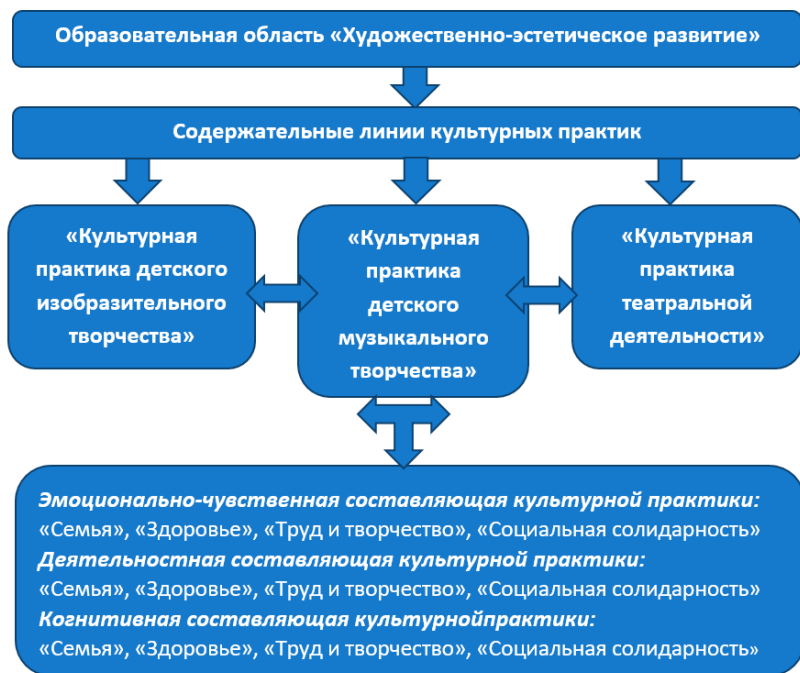 Образовательная область «Художественно-эстетическое развитие»
Содержательные линии культурных практик
«Культурная
практика детского
изобразительного
творчества»
«Культурная
практика
детского
музыкального
творчества»
«Культурная
практика
театральной
деятельности»
Эмоционально-чувственная составляющая культурной практики:
«Семья», «Здоровье», «Труд и творчество», «Социальная солидарность»
Деятельностная составляющая культурной практики:
«Семья», «Здоровье», «Труд и творчество», «Социальная солидарность»
Когнитивная составляющая культурнойпрактики:
«Семья», «Здоровье», «Труд и творчество», «Социальная солидарность»